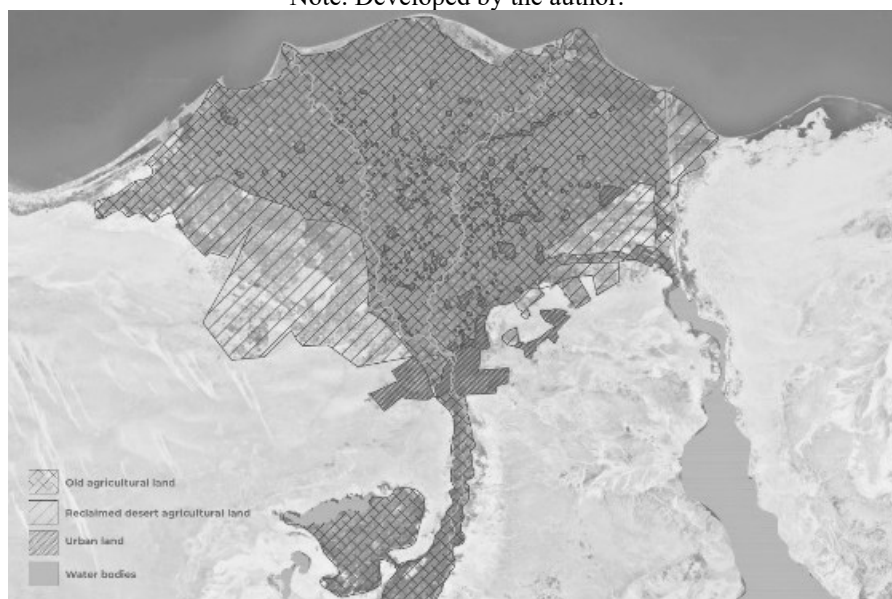 Note. Developed by the author.
Old agricultural land
Reclaimed desert agricultural land
Urban land
Water bodies